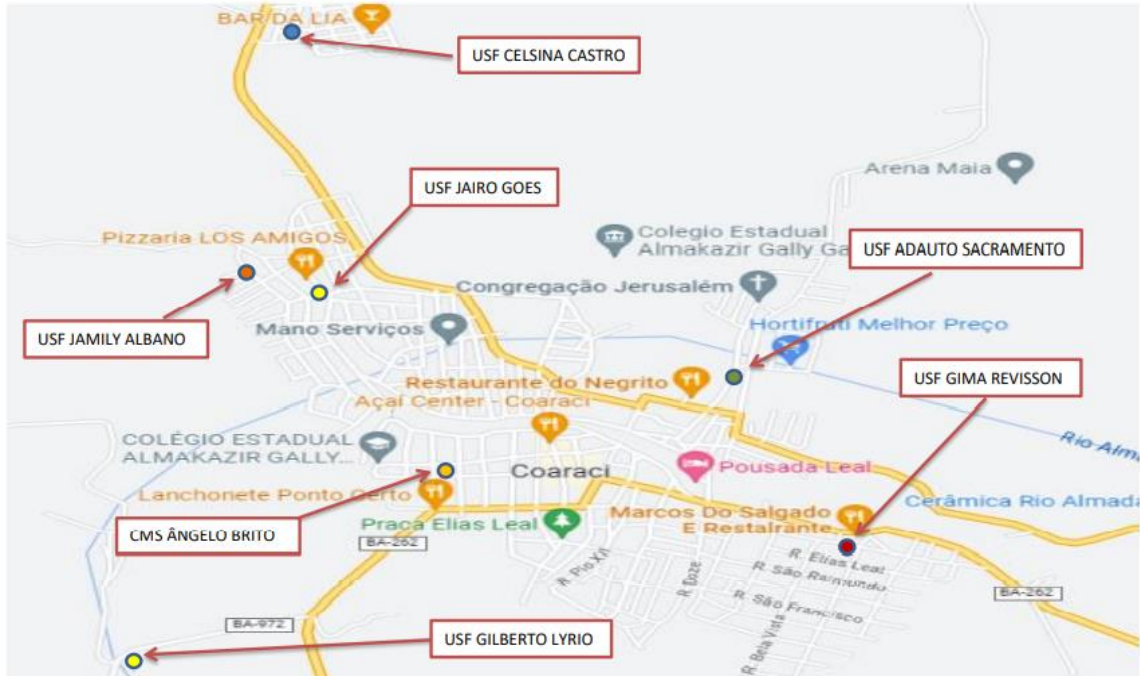 BAR DA LIA
USF CELSINA CASTRO
Arena Maia
USF JAIRO GOES
Pizzaria LOS AMIGOS
Colegio Estadual
Almakazir Gally Ga
USF ADAUTO SACRAMENTO
Congregação Jerusalém
USF JAMILY ALBANO
Mano Serviços
Hortifruti Melhor Preço
Restaurante do Negrito
USF GIMA REVISSON
Açaí Center - Coaraci
COLÉGIO ESTADUAL
ALMAKAZIR GALLY...
Rio Alma
Coaraci
Pousada Leal
Lanchonete Ponto Certo
Cerâmica Rio Almada
CMS ÂNGELO BRITO
Praça Elias Leal
Marcos Do Salgado
E Restalrante
BA-262
R. Pio XII
R. Doze
R. Elias Leal
R. São Raimundo
R. São Francisco
BA-262
BA-972
USF GILBERTO LYRIO
R. Bela Vista